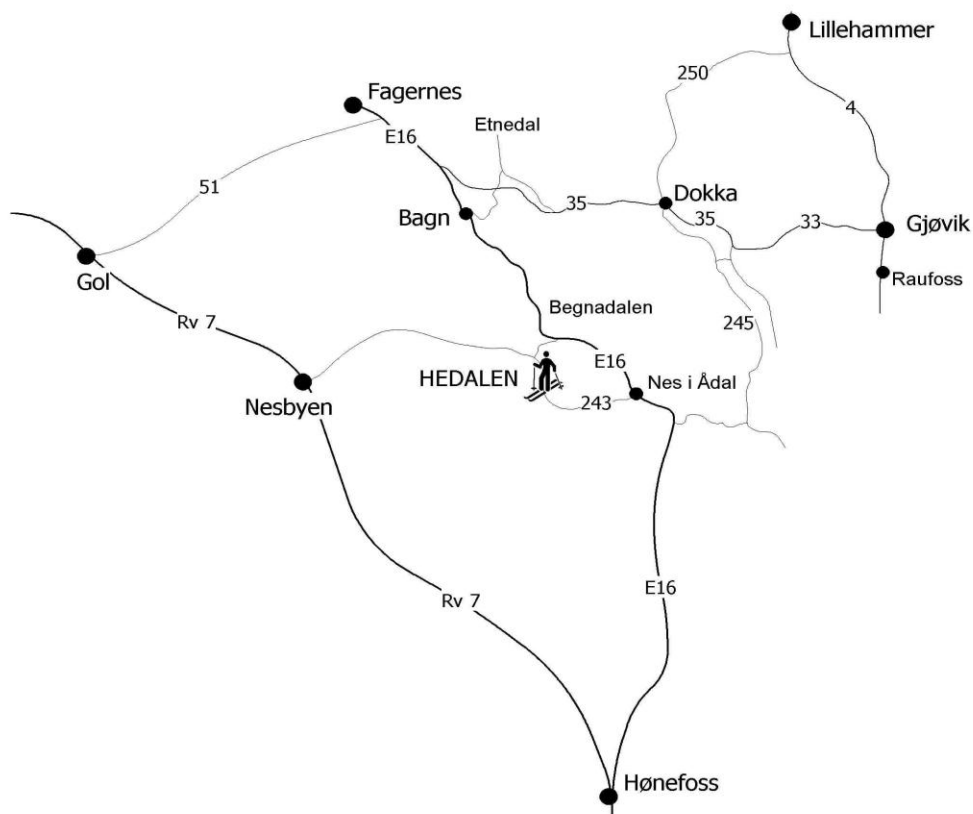 Lillehammer
250
Fagernes
4
Etnedal
E16
51
Dokka
35
35
33
Bagn
Gjøvik
Gol
Raufoss
Begnadalen
Rv 7
245
E16
HEDALEN
Nes i Ådal
243
Nesbyen
E16
Rv 7
Hønefoss